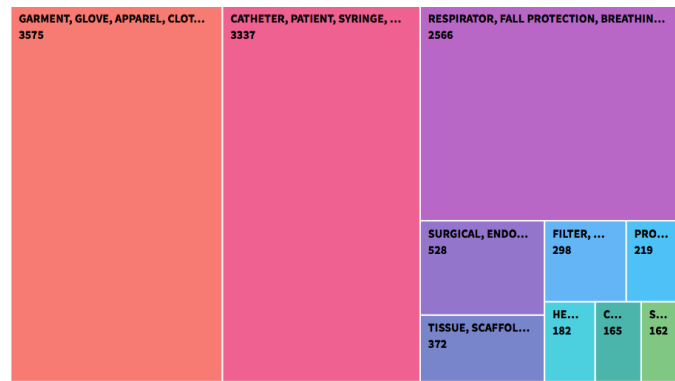 GARMENT, GLOVE, APPAREL, CLOT...
3575
CATHETER, PATIENT, SYRINGE, ...
3337
RESPIRATOR, FALL PROTECTION, BREATHIN...
2566
SURGICAL, ENDO...
528
FILTER, ...
298
PRO...
219
TISSUE, SCAFFOL...
372
HE...
182
C...
165
S...
162